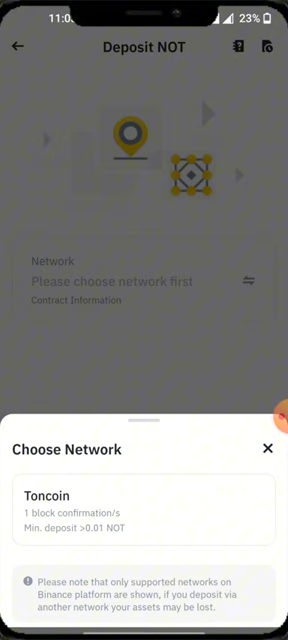 23%
Deposit NOT
Network
Please choose network first
Contract Information
Choose Network
Toncoin
1 block confirmation/s
Min. deposit >0.01 NOT
Please note that only supported networks on
Binance platform are shown, if you deposit via
another network your assets may be lost.